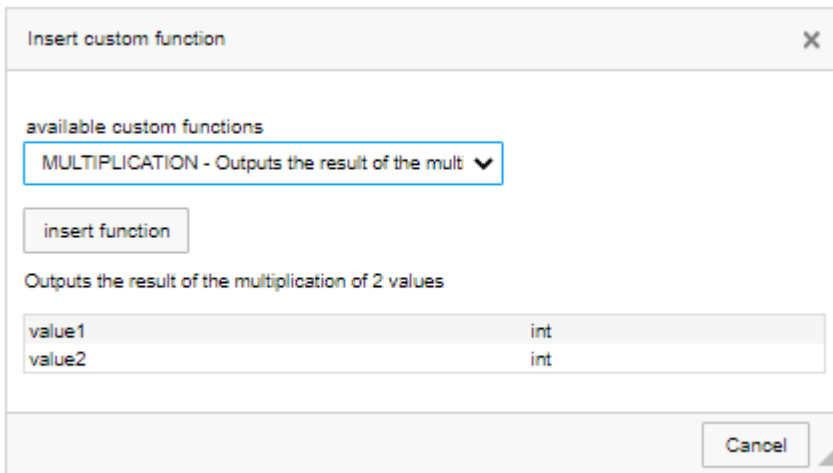 Insert custom function
available custom functions
MULTIPLICATION - Outputs the result of the multi
insert function
Outputs the result of the multiplication of 2 values
value1 int
value2 int
Cancel